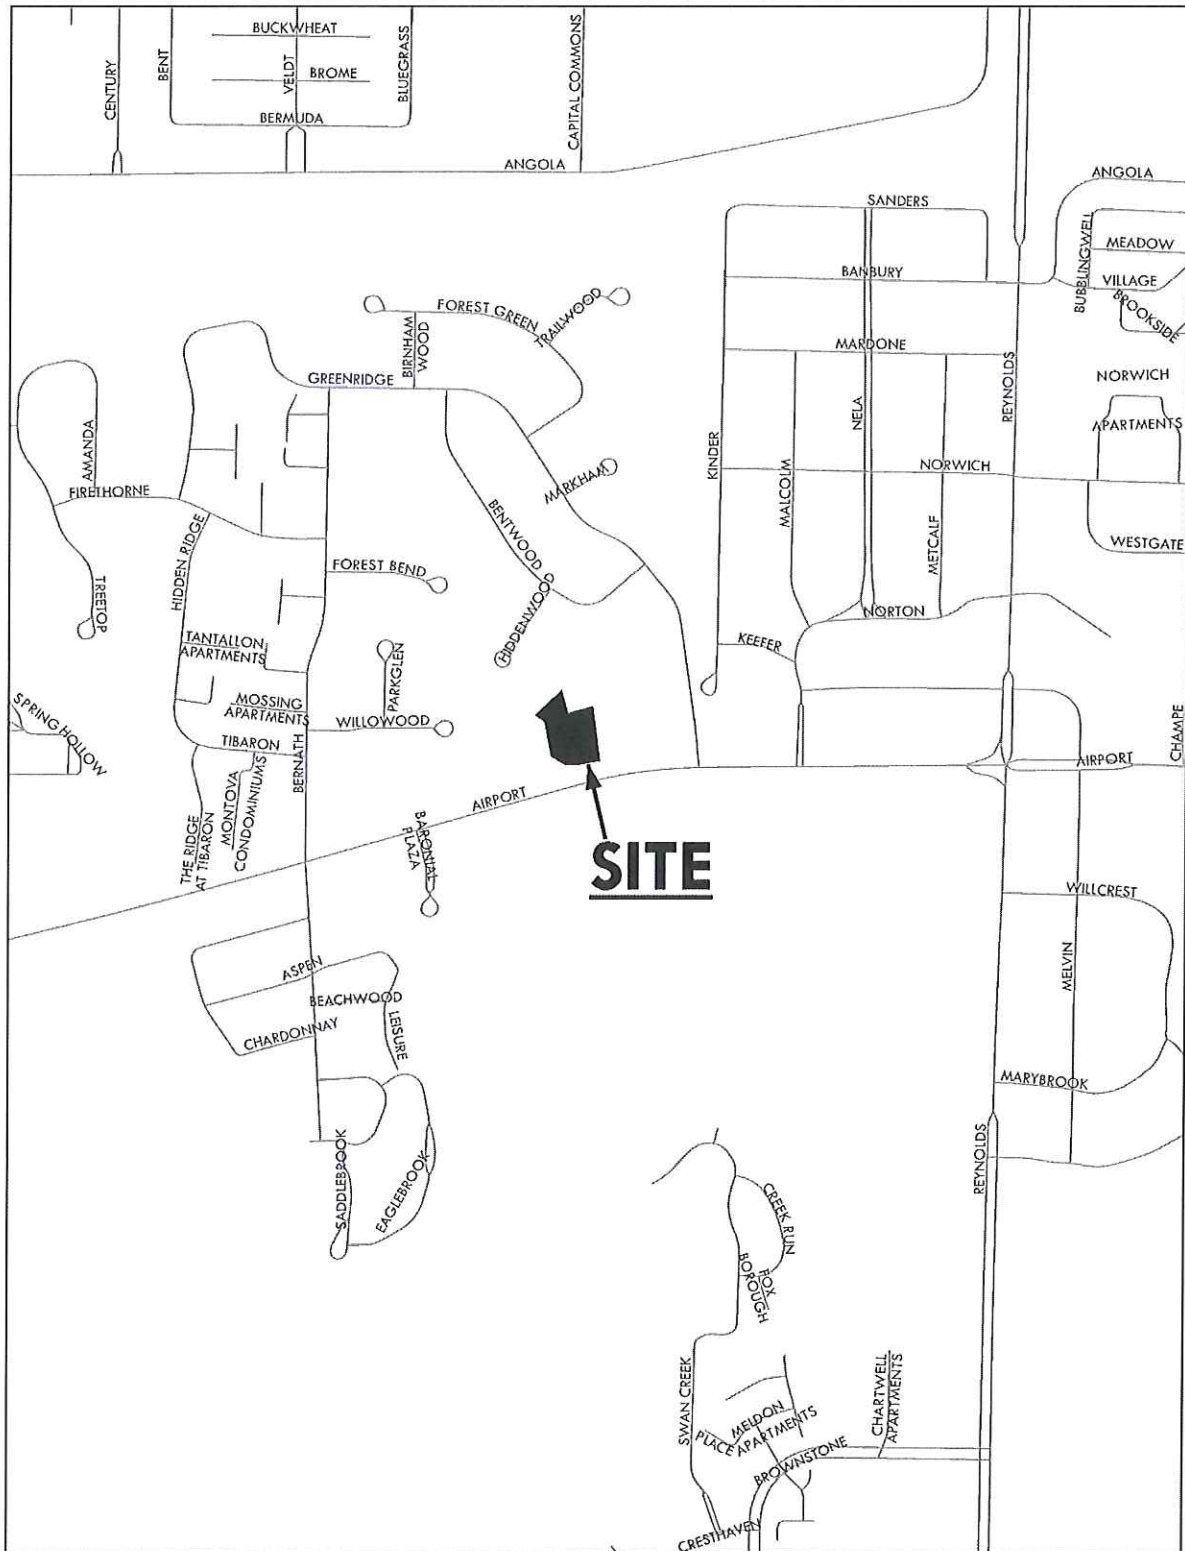 BUCKWHEAT
BENT
VELDT
BLUEGRASS
CENTURY
BROME
CAPITAL COMMONS
BERMUDA
ANGOLA
ANGOLA
SANDERS
BUBBLINGWELL
MEADOW
BANBURY
VILLAGE
BROOKSIDE
FOREST GREEN
TRAILWOOD
BIRNHAM
WOOD
MARDONE
REYNOLDS
GREENRIDGE
NORWICH
APARTMENTS
NELA
AMANDA
KINDER
NORWICH
MALCOLM
MARKHAM
FIRETHORNE
BENTWOOD
METCALF
WESTGATE
HIDDEN RIDGE
FOREST BEND
TREETOP
HIDDENWOOD
NORTON
KEEFER
TANTALLON
APARTMENTS
PARKGLEN
MOSSING
APARTMENTS
WILLOWOOD
SPRING HOLLOW
TIBARON
BERNATH
CHAMPE
AIRPORT
AIRPORT
MONTOVA
CONDOMINIUMS
THE RIDGE
AT TIBARON
BARONIAL
PLAZA
SITE
WILLCREST
MELVIN
ASPEN
BEACHWOOD
LEISURE
CHARDONNAY
MARYBROOK
REYNOLDS
SADDLEBROOK
EAGLEBROOK
CREEK RUN
FOX
BOROUGH
SWAN CREEK
CHARTWELL
APARTMENTS
MELDON
PLACE APARTMENTS
BROWNSTONE
CRESTHAVEN